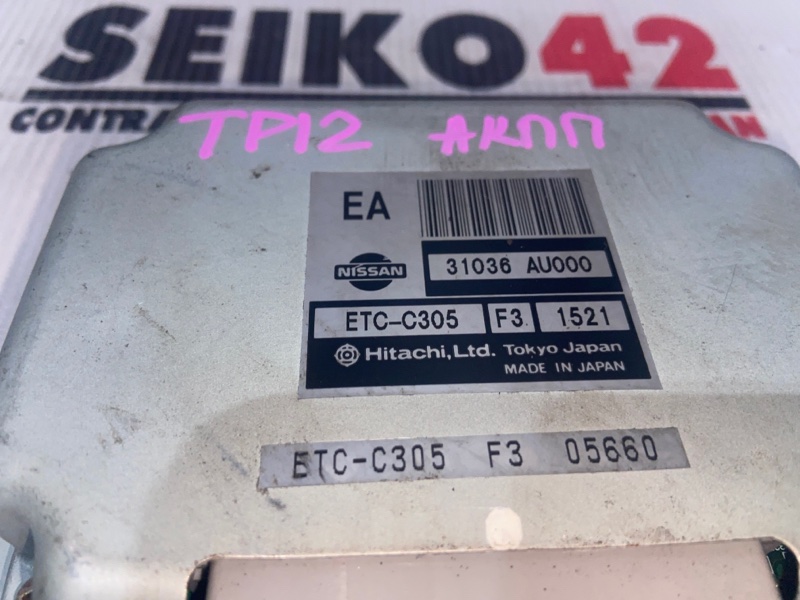 SEIKO42
CONTRA
AN
TP12 АКПП
EA
NISSAN
31036 AU000
ETC-C305 F3 1521
Hitachi, Ltd. Tokyo Japan
MADE IN JAPAN
ETC-C305 F3 05660